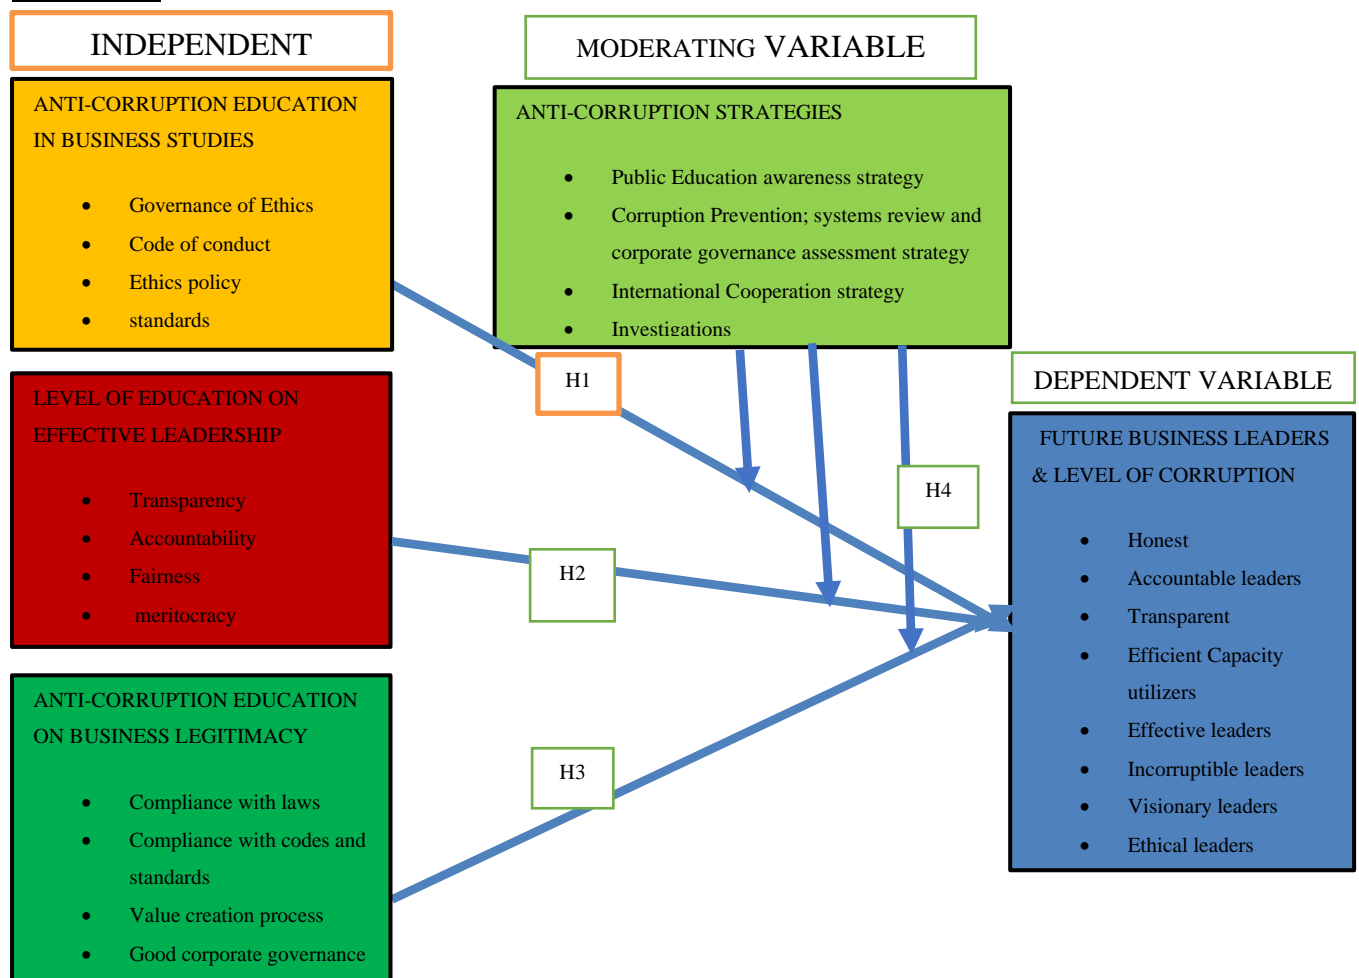 INDEPENDENT
ANTI-CORRUPTION EDUCATION
IN BUSINESS STUDIES
• Governance of Ethics
• Code of conduct
• Ethics policy
• standards
LEVEL OF EDUCATION ON
EFFECTIVE LEADERSHIP
• Transparency
• Accountability
• Fairness
• meritocracy
ANTI-CORRUPTION EDUCATION
ON BUSINESS LEGITIMACY
• Compliance with laws
• Compliance with codes and
standards
• Value creation process
• Good corporate governance
MODERATING VARIABLE
ANTI-CORRUPTION STRATEGIES
• Public Education awareness strategy
• Corruption Prevention; systems review and
corporate governance assessment strategy
• International Cooperation strategy
• Investigations
H1
H2
H3
H4
DEPENDENT VARIABLE
FUTURE BUSINESS LEADERS
& LEVEL OF CORRUPTION
• Honest
• Accountable leaders
• Transparent
• Efficient Capacity
utilizers
• Effective leaders
• Incorruptible leaders
• Visionary leaders
• Ethical leaders